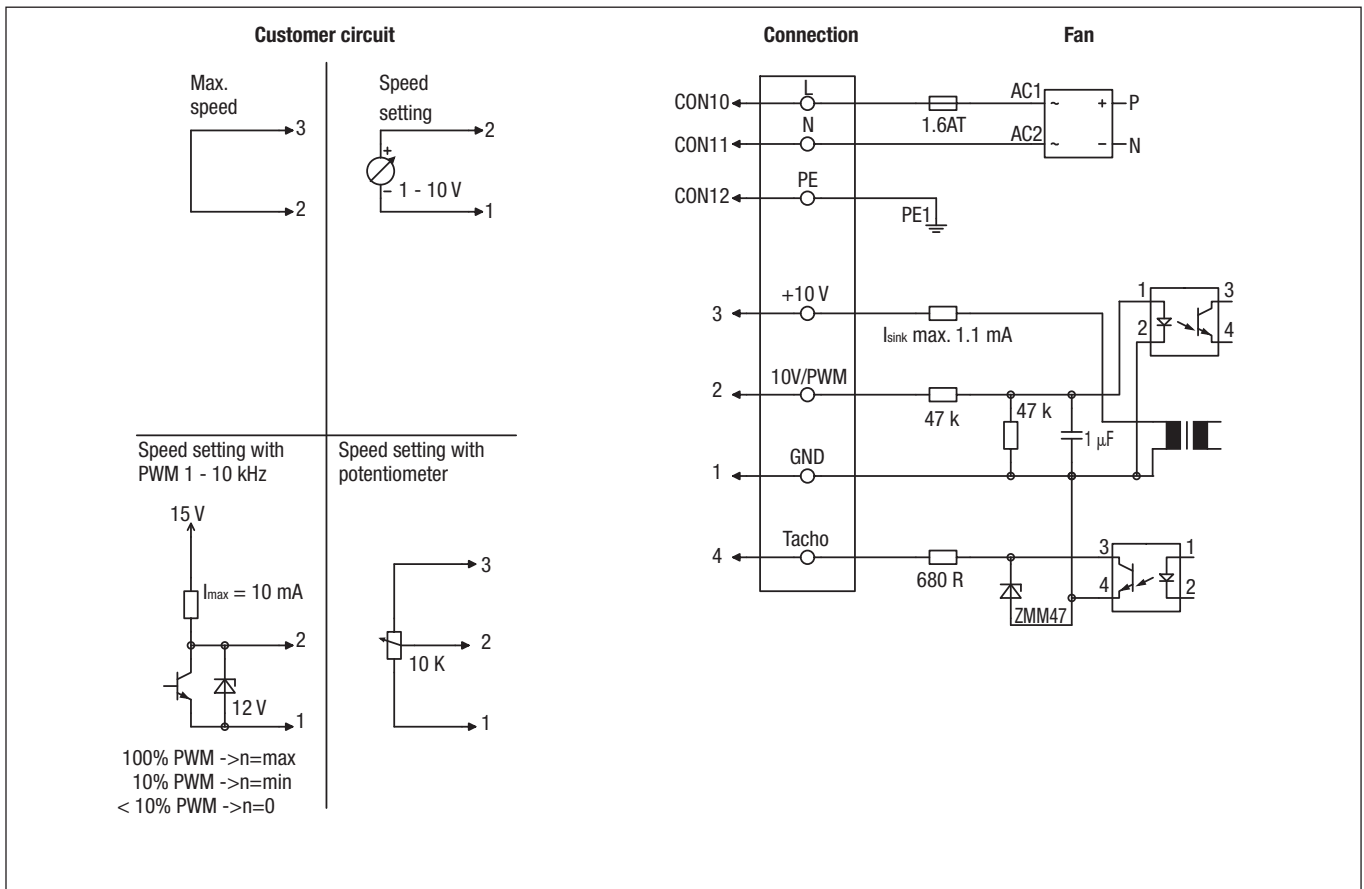 Customer circuit
Max.
speed
3
2
Speed
setting
2
+
– 1 - 10 V
1
Speed setting with
PWM 1 - 10 kHz
15 V
Imax = 10 mA
2
12 V
1
100% PWM ->n=max
10% PWM ->n=min
< 10% PWM ->n=0
Speed setting with
potentiometer
3
2
10 K
1
Connection
Fan
CON10
L
1.6AT
AC1
~
+
P
CON11
N
AC2
~
–
N
CON12
PE
PE1
3
+10 V
Isink max. 1.1 mA
1
2
3
4
2
10V/PWM
47 k
47 k
1 µF
1
GND
4
Tacho
680 R
ZMM47
3
4
1
2